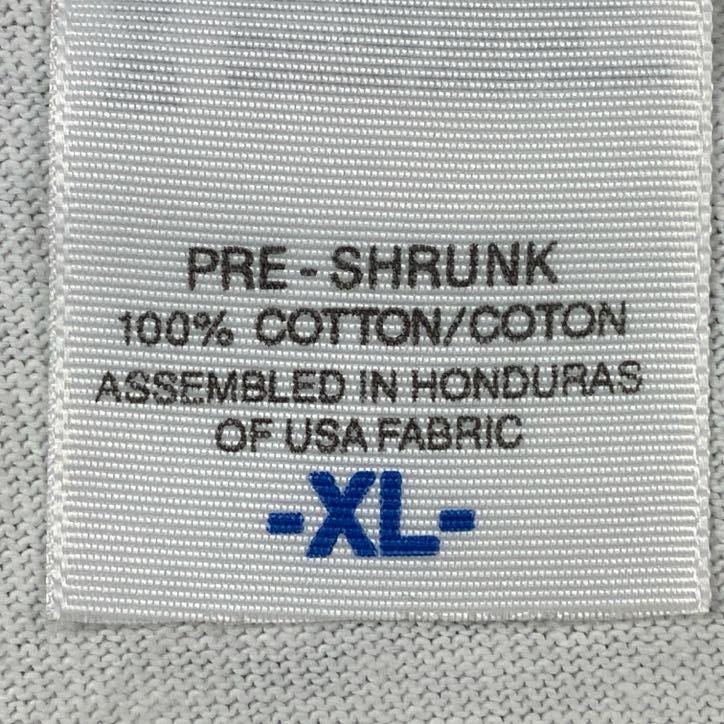 PRE - SHRUNK
100% COTTON/COTON
ASSEMBLED IN HONDURAS
OF USA FABRIC
-XL-